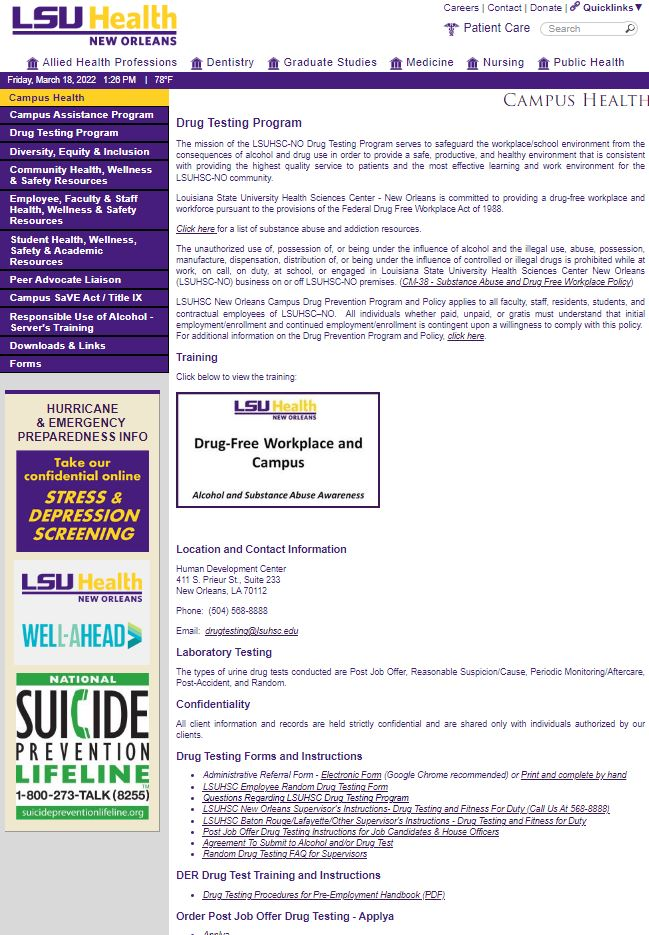 LSU Health
NEW ORLEANS
Careers | Contact | Donate | Quicklinks▼
Patient Care
Search
Allied Health Professions
Dentistry
Graduate Studies
Medicine
Nursing
Public Health
Friday, March 18, 2022   1:26 PM   |   78°F
Campus Health
Campus Assistance Program
Drug Testing Program
Diversity, Equity & Inclusion
Community Health, Wellness
& Safety Resources
Employee, Faculty & Staff
Health, Wellness & Safety
Resources
Student Health, Wellness,
Safety & Academic
Resources
Peer Advocate Liaison
Campus SaVE Act / Title IX
Responsible Use of Alcohol -
Server's Training
Downloads & Links
Forms
HURRICANE
& EMERGENCY
PREPAREDNESS INFO
Take our
confidential online
STRESS &
DEPRESSION
SCREENING
LSU Health
NEW ORLEANS
WELL-AHEAD
NATIONAL
SUICIDE
PREVENTION
LIFELINE™
1-800-273-TALK (8255)
suicidepreventionlifeline.org
CAMPUS HEALTH
Drug Testing Program
The mission of the LSUHSC-NO Drug Testing Program serves to safeguard the workplace/school environment from the
consequences of alcohol and drug use in order to provide a safe, productive, and healthy environment that is consistent
with providing the highest quality service to patients and the most effective learning and work environment for the
LSUHSC-NO community.
Louisiana State University Health Sciences Center - New Orleans is committed to providing a drug-free workplace and
workforce pursuant to the provisions of the Federal Drug Free Workplace Act of 1988.
Click here for a list of substance abuse and addiction resources.
The unauthorized use of, possession of, or being under the influence of alcohol and the illegal use, abuse, possession,
manufacture, dispensation, distribution of, or being under the influence of controlled or illegal drugs is prohibited while at
work, on call, on duty, at school, or engaged in Louisiana State University Health Sciences Center New Orleans
(LSUHSC-NO) business on or off LSUHSC-NO premises. (CM-38 - Substance Abuse and Drug Free Workplace Policy)
LSUHSC New Orleans Campus Drug Prevention Program and Policy applies to all faculty, staff, residents, students, and
contractual employees of LSUHSC–NO. All individuals whether paid, unpaid, or gratis must understand that initial
employment/enrollment and continued employment/enrollment is contingent upon a willingness to comply with this policy.
For additional information on the Drug Prevention Program and Policy, click here.
Training
Click below to view the training:
LSU Health
NEW ORLEANS
Drug-Free Workplace and
Campus
Alcohol and Substance Abuse Awareness
Location and Contact Information
Human Development Center
411 S. Prieur St., Suite 233
New Orleans, LA 70112
Phone: (504) 568-8888
Email: drugtesting@lsuhsc.edu
Laboratory Testing
The types of urine drug tests conducted are Post Job Offer, Reasonable Suspicion/Cause, Periodic Monitoring/Aftercare,
Post-Accident, and Random.
Confidentiality
All client information and records are held strictly confidential and are shared only with individuals authorized by our
clients.
Drug Testing Forms and Instructions
• Administrative Referral Form - Electronic Form (Google Chrome recommended) or Print and complete by hand
• LSUHSC Employee Random Drug Testing Form
• Questions Regarding LSUHSC Drug Testing Program
• LSUHSC New Orleans Supervisor's Instructions- Drug Testing and Fitness For Duty (Call Us At 568-8888)
• LSUHSC Baton Rouge/Lafayette/Other Supervisor's Instructions - Drug Testing and Fitness for Duty
• Post Job Offer Drug Testing Instructions for Job Candidates & House Officers
• Agreement To Submit to Alcohol and/or Drug Test
• Random Drug Testing FAQ for Supervisors
DER Drug Test Training and Instructions
• Drug Testing Procedures for Pre-Employment Handbook (PDF)
Order Post Job Offer Drug Testing - Applya
• Applya